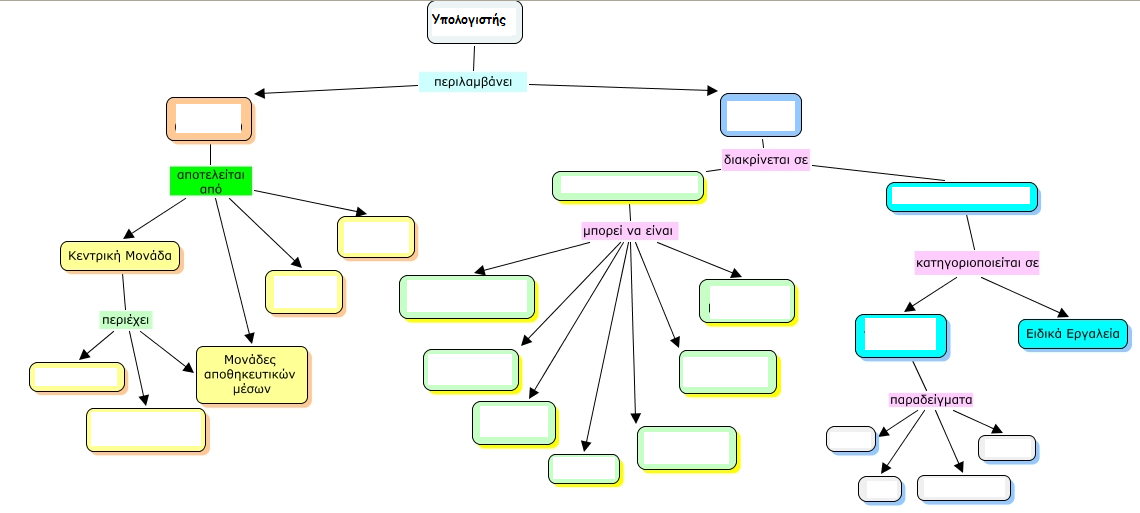 Υπολογιστής
περιλαμβάνει
διακρίνεται σε
αποτελείται
από
μπορεί να είναι
Κεντρική Μονάδα
κατηγοριοποιείται σε
περιέχει
Ειδικά Εργαλεία
Μονάδες
αποθηκευτικών
μέσων
παραδείγματα